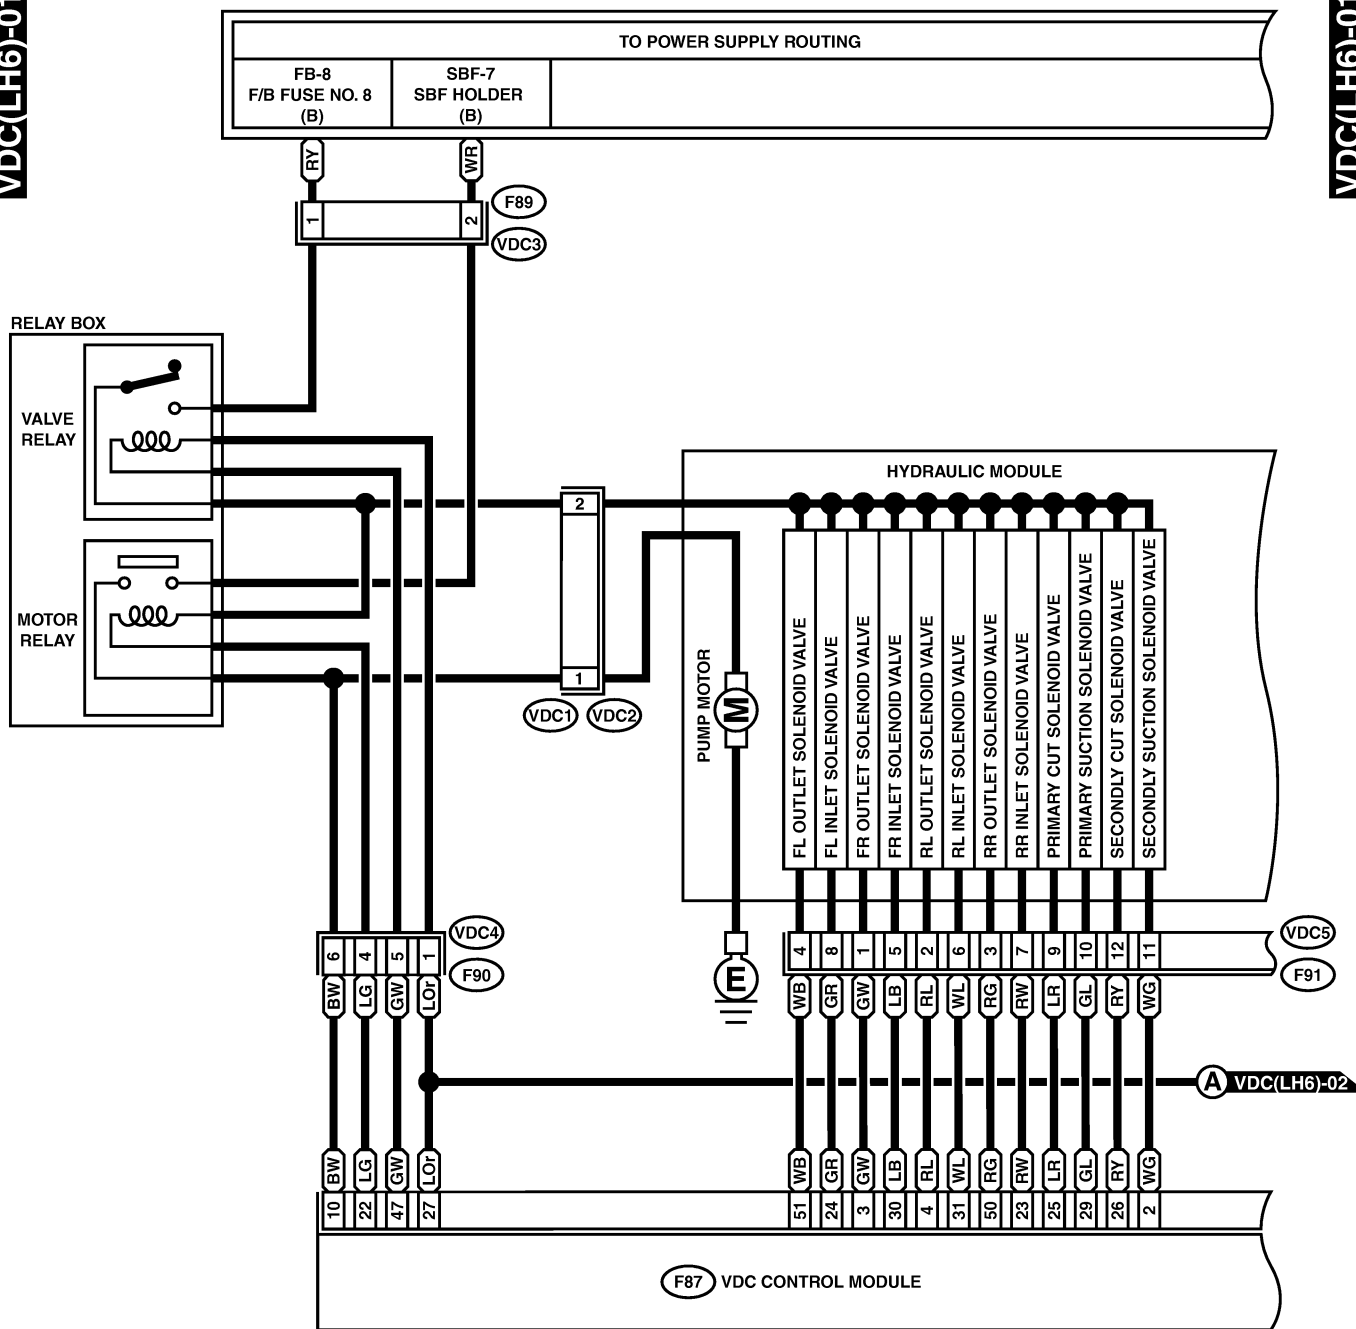 VDC(LH6)-01
VDC(LH6)-01
TO POWER SUPPLY ROUTING
FB-8
F/B FUSE NO. 8
(B)
SBF-7
SBF HOLDER
(B)
RY
WR
1
2
F89
VDC3
RELAY BOX
VALVE
RELAY
MOTOR
RELAY
2
1
VDC1
VDC2
HYDRAULIC MODULE
PUMP MOTOR
M
E
FL OUTLET SOLENOID VALVE
FL INLET SOLENOID VALVE
FR OUTLET SOLENOID VALVE
FR INLET SOLENOID VALVE
RL OUTLET SOLENOID VALVE
RL INLET SOLENOID VALVE
RR OUTLET SOLENOID VALVE
RR INLET SOLENOID VALVE
PRIMARY CUT SOLENOID VALVE
PRIMARY SUCTION SOLENOID VALVE
SECONDLY CUT SOLENOID VALVE
SECONDLY SUCTION SOLENOID VALVE
6 4 5 1
VDC4
F90
BW LG GW LOr
4 8 1 5 2 6 3 7 9 10 12 11
VDC5
F91
WB GR GW LB RL WL RG RW LR GL RY WG
A
VDC(LH6)-02
BW LG GW LOr
WB GR GW LB RL WL RG RW LR GL RY WG
10 22 47 27
51 24 3 30 4 31 50 23 25 29 26 2
F87
VDC CONTROL MODULE